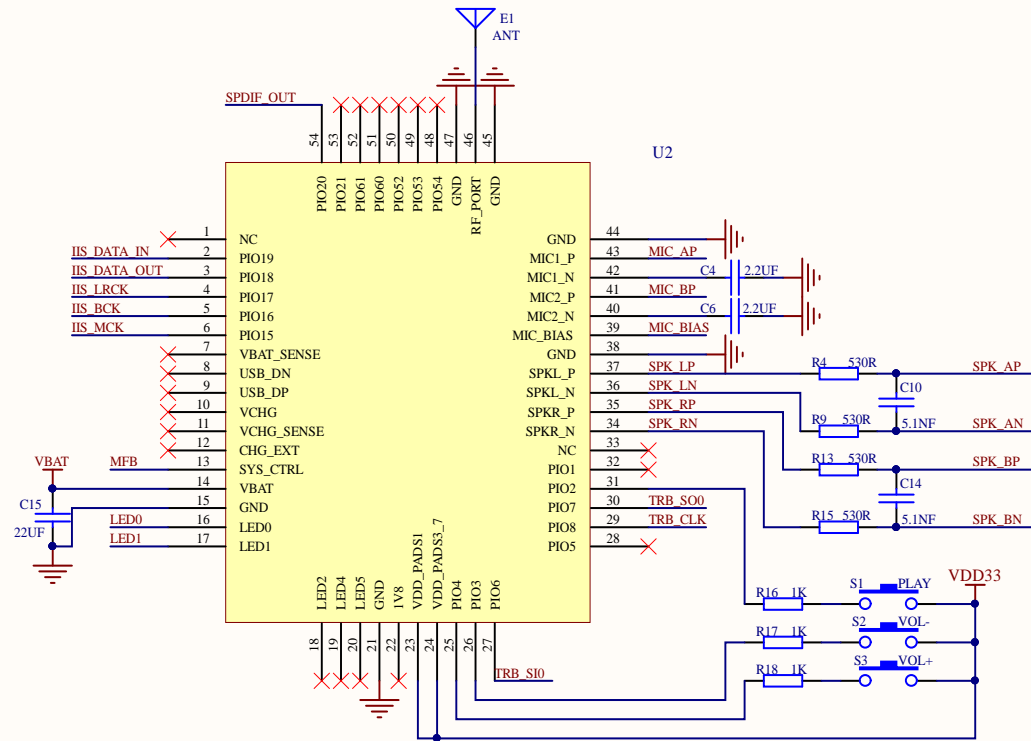 E1
ANT
SPDIF_OUT
54 53 52 51 50 49 48 47 46 45
U2
PIO20 PIO21 PIO61 PIO60 PIO52 PIO53 PIO54 GND RF_PORT GND
1 NC
IIS_DATA_IN 2 PIO19
IIS_DATA_OUT 3 PIO18
IIS_LRCK 4 PIO17
IIS_BCK 5 PIO16
IIS_MCK 6 PIO15
7 VBAT_SENSE
8 USB_DN
9 USB_DP
10 VCHG
11 VCHG_SENSE
12 CHG_EXT
VBAT
MFB 13 SYS_CTRL
14 VBAT
C15
22UF
15 GND
LED0 16 LED0
LED1 17 LED1
GND 44
MIC1_P 43 MIC_AP
MIC1_N 42 C4 2.2UF
MIC2_P 41 MIC_BP
MIC2_N 40 C6 2.2UF
MIC_BIAS 39 MIC_BIAS
GND 38
SPKL_P 37 SPK_LP R4 530R SPK_AP
SPKL_N 36 SPK_LN C10
SPKR_P 35 SPK_RP
SPKR_N 34 SPK_RN R9 530R 5.1NF SPK_AN
NC 33
PIO1 32 R13 530R SPK_BP
PIO2 31 C14
PIO7 30 TRB_SO0
PIO8 29 TRB_CLK R15 530R 5.1NF SPK_BN
PIO5 28
LED2 LED4 LED5 GND 1V8 VDD_PADS1 VDD_PADS3_7 PIO4 PIO3 PIO6
18 19 20 21 22 23 24 25 26 27
TRB_SI0
VDD33
R16 1K S1 PLAY
R17 1K S2 VOL-
R18 1K S3 VOL+